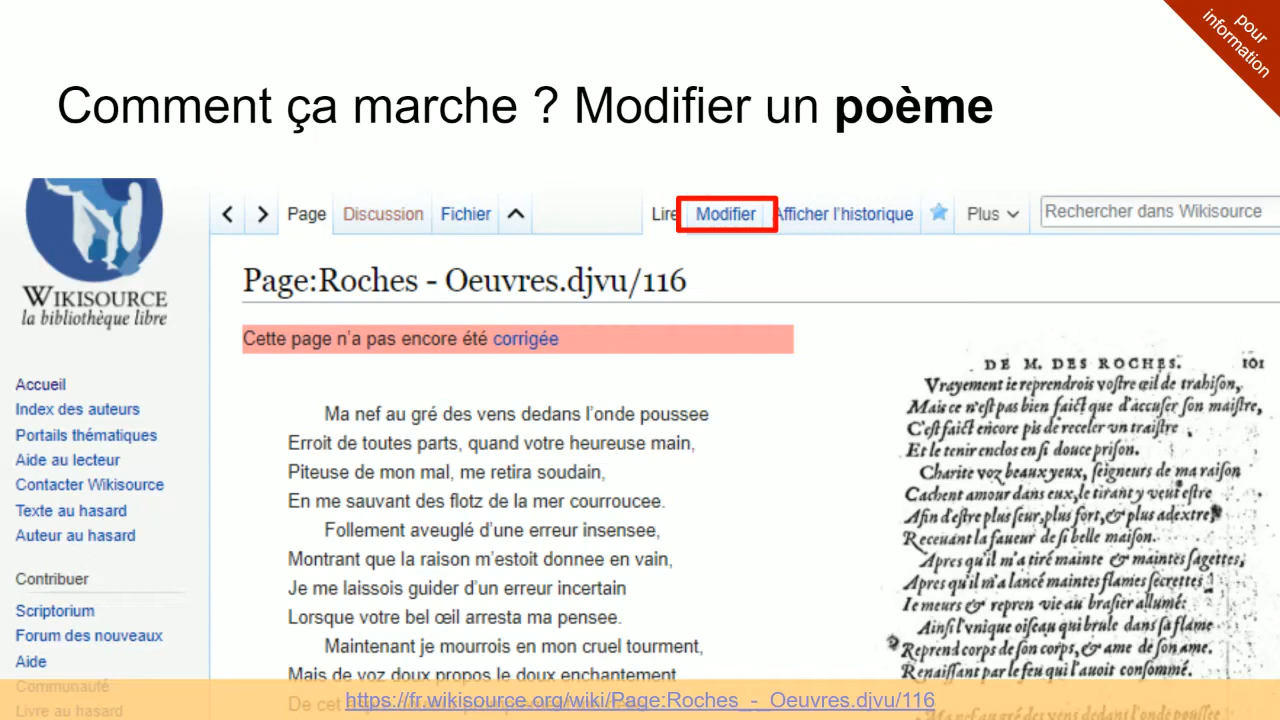 pour
information
Comment ça marche ? Modifier un poème
Page Discussion Fichier Lire Modifier Afficher l'historique Plus Rechercher dans Wikisource
WIKISOURCE
la bibliothèque libre
Page:Roches - Oeuvres.djvu/116
Cette page n'a pas encore été corrigée
Accueil
Index des auteurs
Portails thématiques
Aide au lecteur
Contacter Wikisource
Texte au hasard
Auteur au hasard
Contribuer
Scriptorium
Forum des nouveaux
Aide
Communauté
Livre au hasard
Ma nef au gré des vens dedans l'onde poussee
Erroit de toutes parts, quand votre heureuse main,
Piteuse de mon mal, me retira soudain,
En me sauvant des flotz de la mer courroucee.
Follement aveuglé d'une erreur insensee,
Montrant que la raison m'estoit donnee en vain,
Je me laissois guider d'un erreur incertain
Lorsque votre bel œil arresta ma pensee.
Maintenant je mourrois en mon cruel tourment,
Mais de voz doux propos le doux enchantement
De cet
DE M. DES ROCHES. 101
Vrayement ie reprendrois voſtre œil de trahiſon,
Mais ce n'eſt pas bien faict que d'accuſer ſon maiſtre,
C'eſt faict encore pis de receler vn traiſtre
Et le tenir enclos en ſi douce priſon.
Charite voz beaux yeux, ſeigneurs de ma raiſon
Cachent amour dans eux, le tirant y veut eſtre
Afin d'eſtre plus ſeur, plus fort, & plus adextre,
Receuant la faueur de ſi belle maiſon.
Apres qu'il m'a tiré mainte & maintes ſagettes,
Apres qu'il m'a lancé maintes flames ſecrettes
Ie meurs & repren vie au braſier allumé:
Ainſi l'vnique oiſeau qui brule dans ſa flame
Reprend corps de ſon corps, & ame de ſon ame.
Renaiſſant par le feu qui l'auoit conſommé.
Ma nef au gré des vens dedant l'onde pouſſee
https://fr.wikisource.org/wiki/Page:Roches_-_Oeuvres.djvu/116